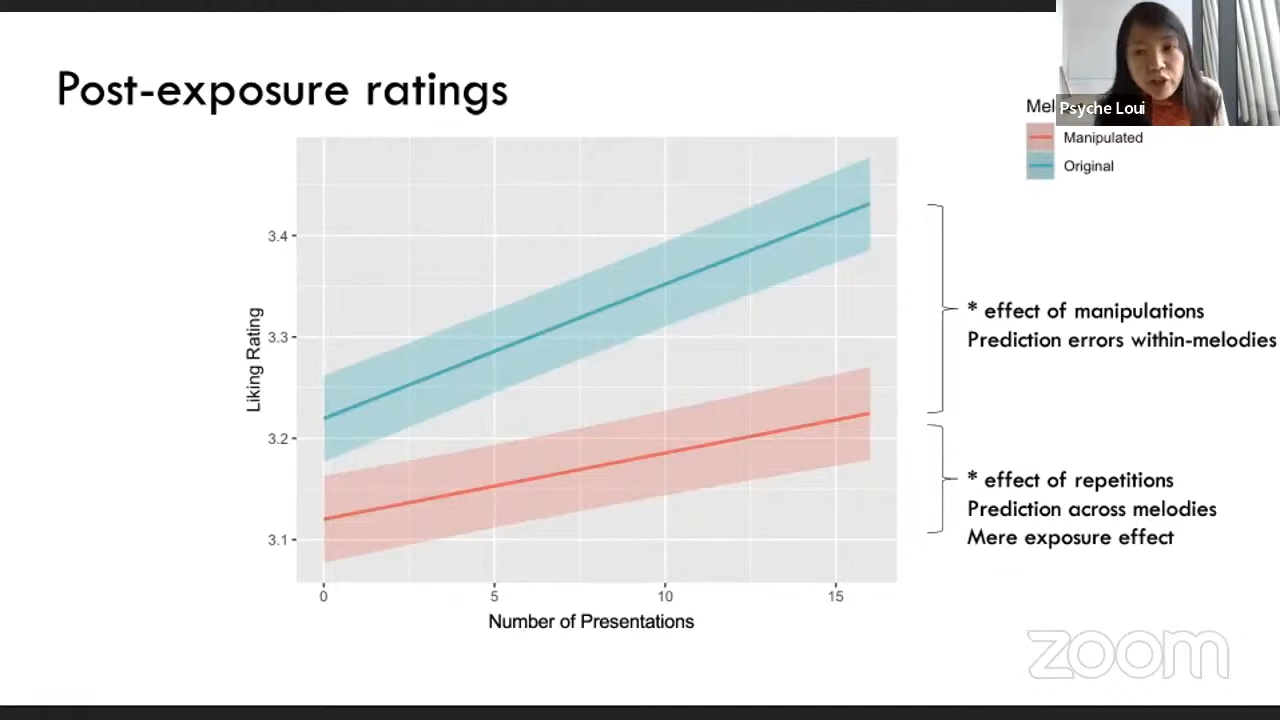 Post-exposure ratings
Psyche Loui
Mel
Manipulated
Original
3.4
3.3
3.2
3.1
Liking Rating
0 5 10 15
Number of Presentations
* effect of manipulations
Prediction errors within-melodies
* effect of repetitions
Prediction across melodies
Mere exposure effect
zoom